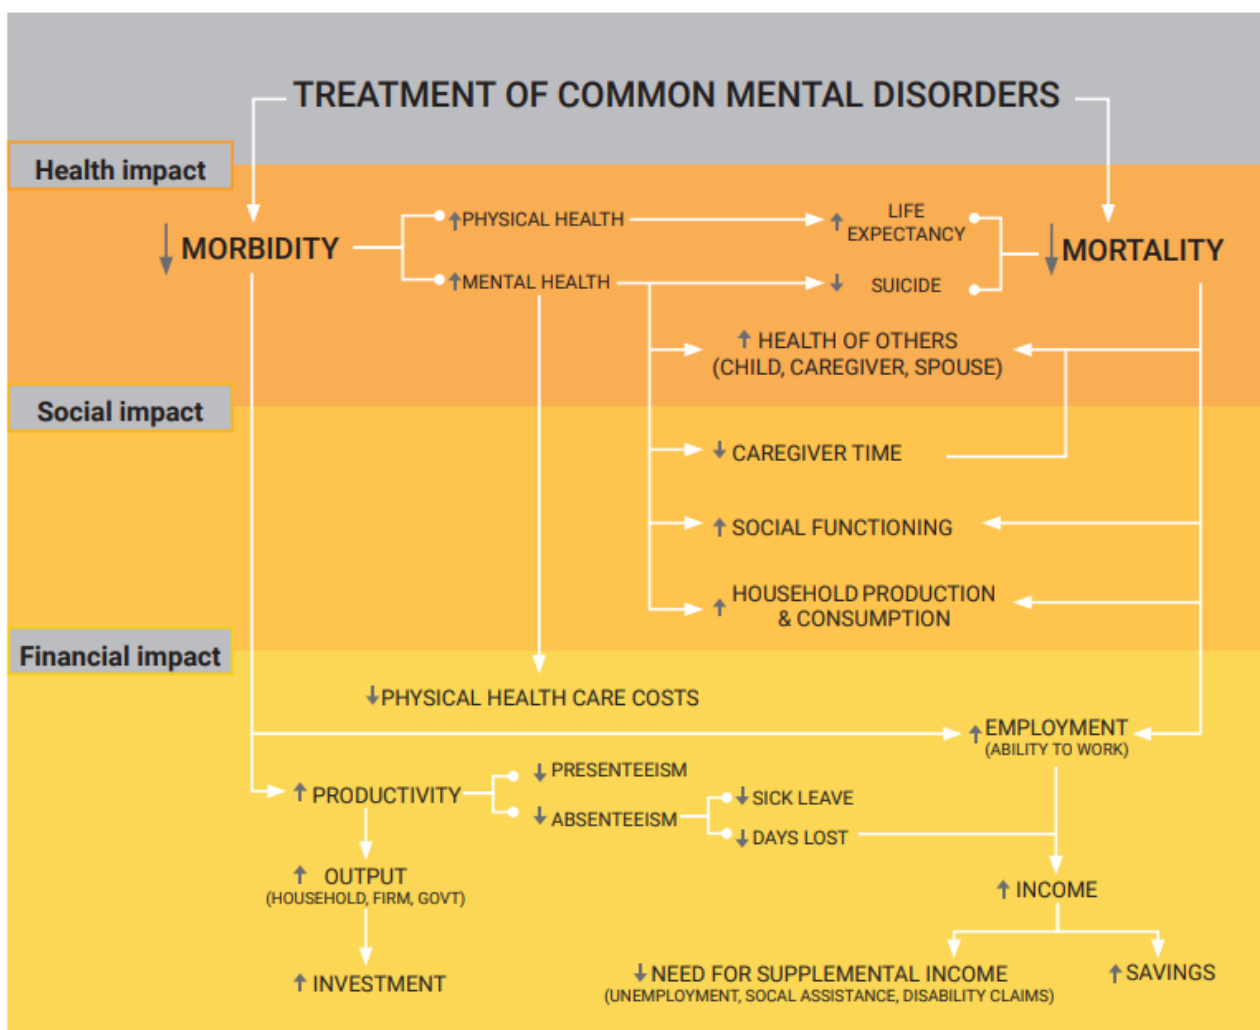 TREATMENT OF COMMON MENTAL DISORDERS
Health impact
MORBIDITY
PHYSICAL HEALTH
MENTAL HEALTH
LIFE
EXPECTANCY
SUICIDE
MORTALITY
HEALTH OF OTHERS
(CHILD, CAREGIVER, SPOUSE)
Social impact
CAREGIVER TIME
SOCIAL FUNCTIONING
HOUSEHOLD PRODUCTION
& CONSUMPTION
Financial impact
PHYSICAL HEALTH CARE COSTS
EMPLOYMENT
(ABILITY TO WORK)
PRODUCTIVITY
PRESENTEEISM
ABSENTEEISM
SICK LEAVE
DAYS LOST
OUTPUT
(HOUSEHOLD, FIRM, GOVT)
INCOME
INVESTMENT
NEED FOR SUPPLEMENTAL INCOME
(UNEMPLOYMENT, SOCAL ASSISTANCE, DISABILITY CLAIMS)
SAVINGS